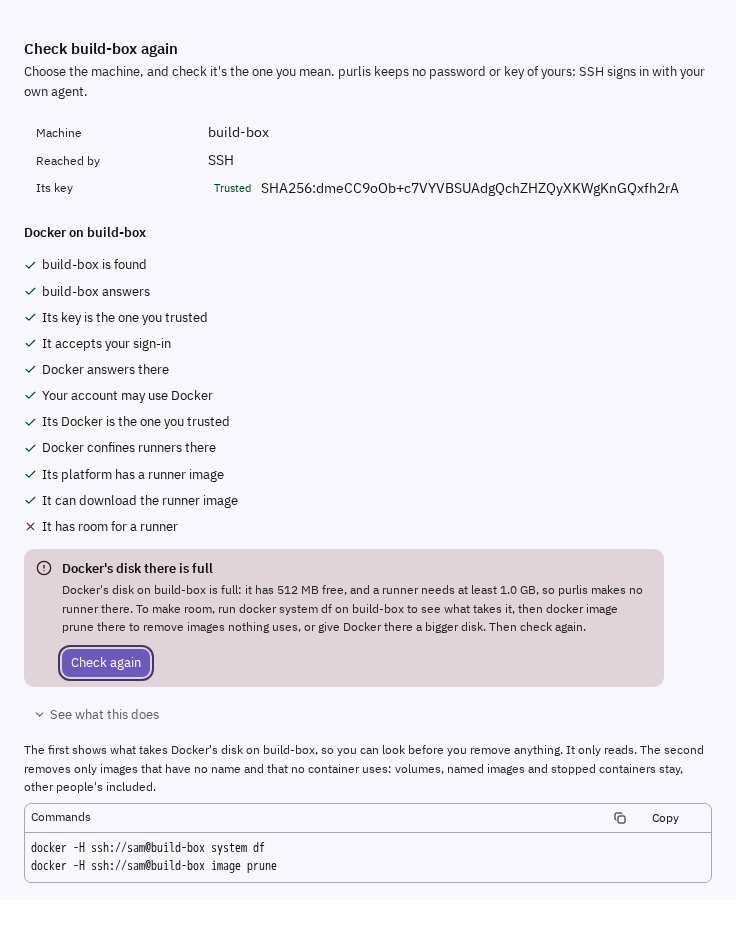 Check build-box again
Choose the machine, and check it's the one you mean. purlis keeps no password or key of yours: SSH signs in with your
own agent.
Machine build-box
Reached by SSH
Its key Trusted SHA256:dmeCC9oOb+c7VYVBSUAdgQchZHZQyXKWgKnGQxfh2rA
Docker on build-box
build-box is found
build-box answers
Its key is the one you trusted
It accepts your sign-in
Docker answers there
Your account may use Docker
Its Docker is the one you trusted
Docker confines runners there
Its platform has a runner image
It can download the runner image
It has room for a runner
Docker's disk there is full
Docker's disk on build-box is full: it has 512 MB free, and a runner needs at least 1.0 GB, so purlis makes no
runner there. To make room, run docker system df on build-box to see what takes it, then docker image
prune there to remove images nothing uses, or give Docker there a bigger disk. Then check again.
Check again
See what this does
The first shows what takes Docker's disk on build-box, so you can look before you remove anything. It only reads. The second
removes only images that have no name and that no container uses: volumes, named images and stopped containers stay,
other people's included.
Commands Copy
docker -H ssh://sam@build-box system df
docker -H ssh://sam@build-box image prune